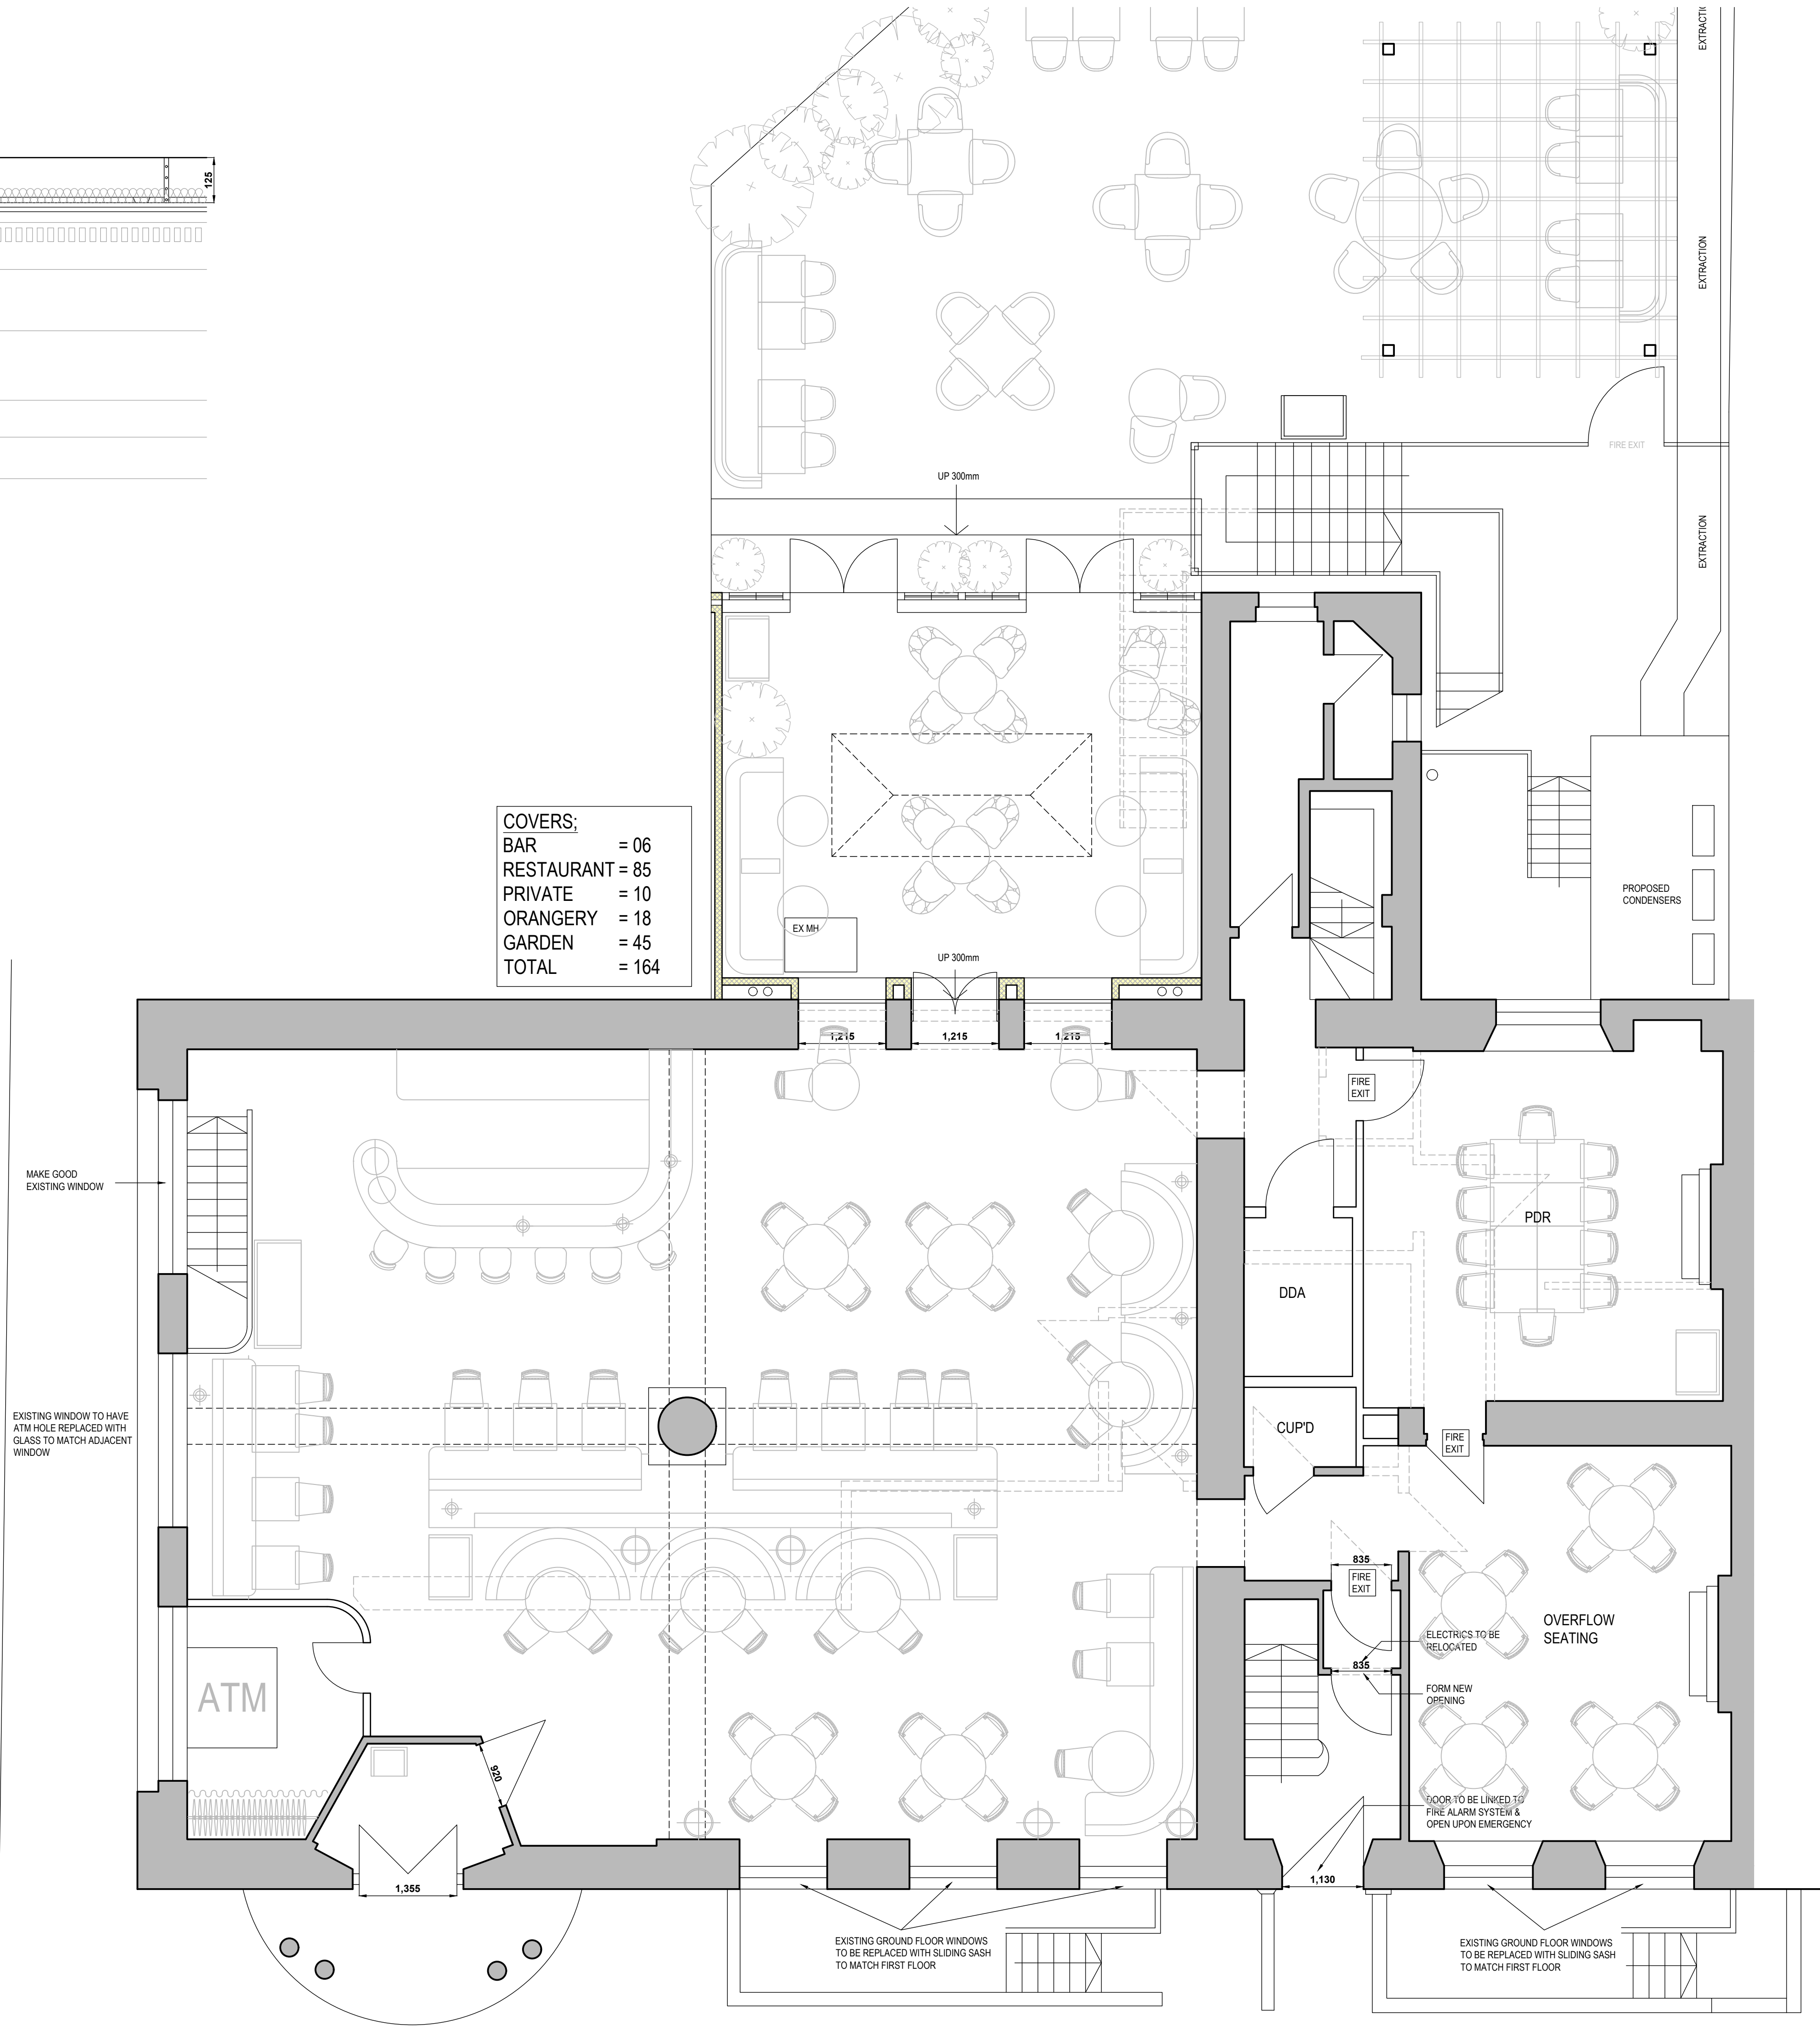 EXTRACTI
125
EXTRACTION
FIRE EXIT
UP 300mm
EXTRACTION
COVERS;
BAR = 06
RESTAURANT = 85
PRIVATE = 10
ORANGERY = 18
GARDEN = 45
TOTAL = 164
PROPOSED
CONDENSERS
EX MH
UP 300mm
1,215
1,215
1,215
FIRE
EXIT
MAKE GOOD
EXISTING WINDOW
PDR
DDA
EXISTING WINDOW TO HAVE
ATM HOLE REPLACED WITH
GLASS TO MATCH ADJACENT
WINDOW
CUP'D
FIRE
EXIT
835
FIRE
EXIT
OVERFLOW
SEATING
ELECTRICS TO BE
RELOCATED
835
FORM NEW
OPENING
ATM
920
DOOR TO BE LINKED TO
FIRE ALARM SYSTEM &
OPEN UPON EMERGENCY
1,355
1,130
EXISTING GROUND FLOOR WINDOWS
TO BE REPLACED WITH SLIDING SASH
TO MATCH FIRST FLOOR
EXISTING GROUND FLOOR WINDOWS
TO BE REPLACED WITH SLIDING SASH
TO MATCH FIRST FLOOR